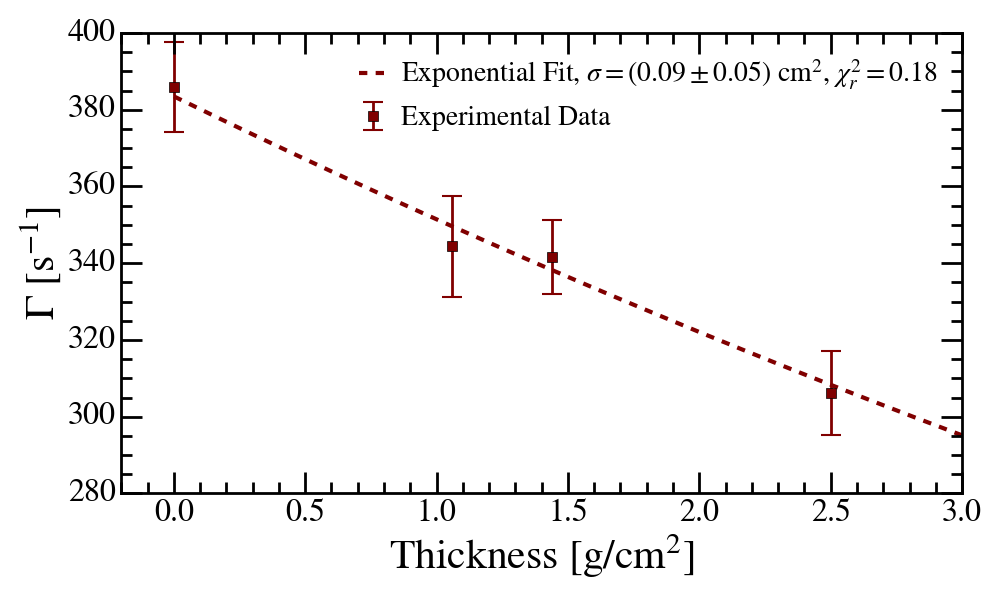 400
380
360
340
320
300
280
Γ [s⁻¹]
Exponential Fit, σ = (0.09 ± 0.05) cm², χᵣ² = 0.18
Experimental Data
0.0 0.5 1.0 1.5 2.0 2.5 3.0
Thickness [g/cm²]